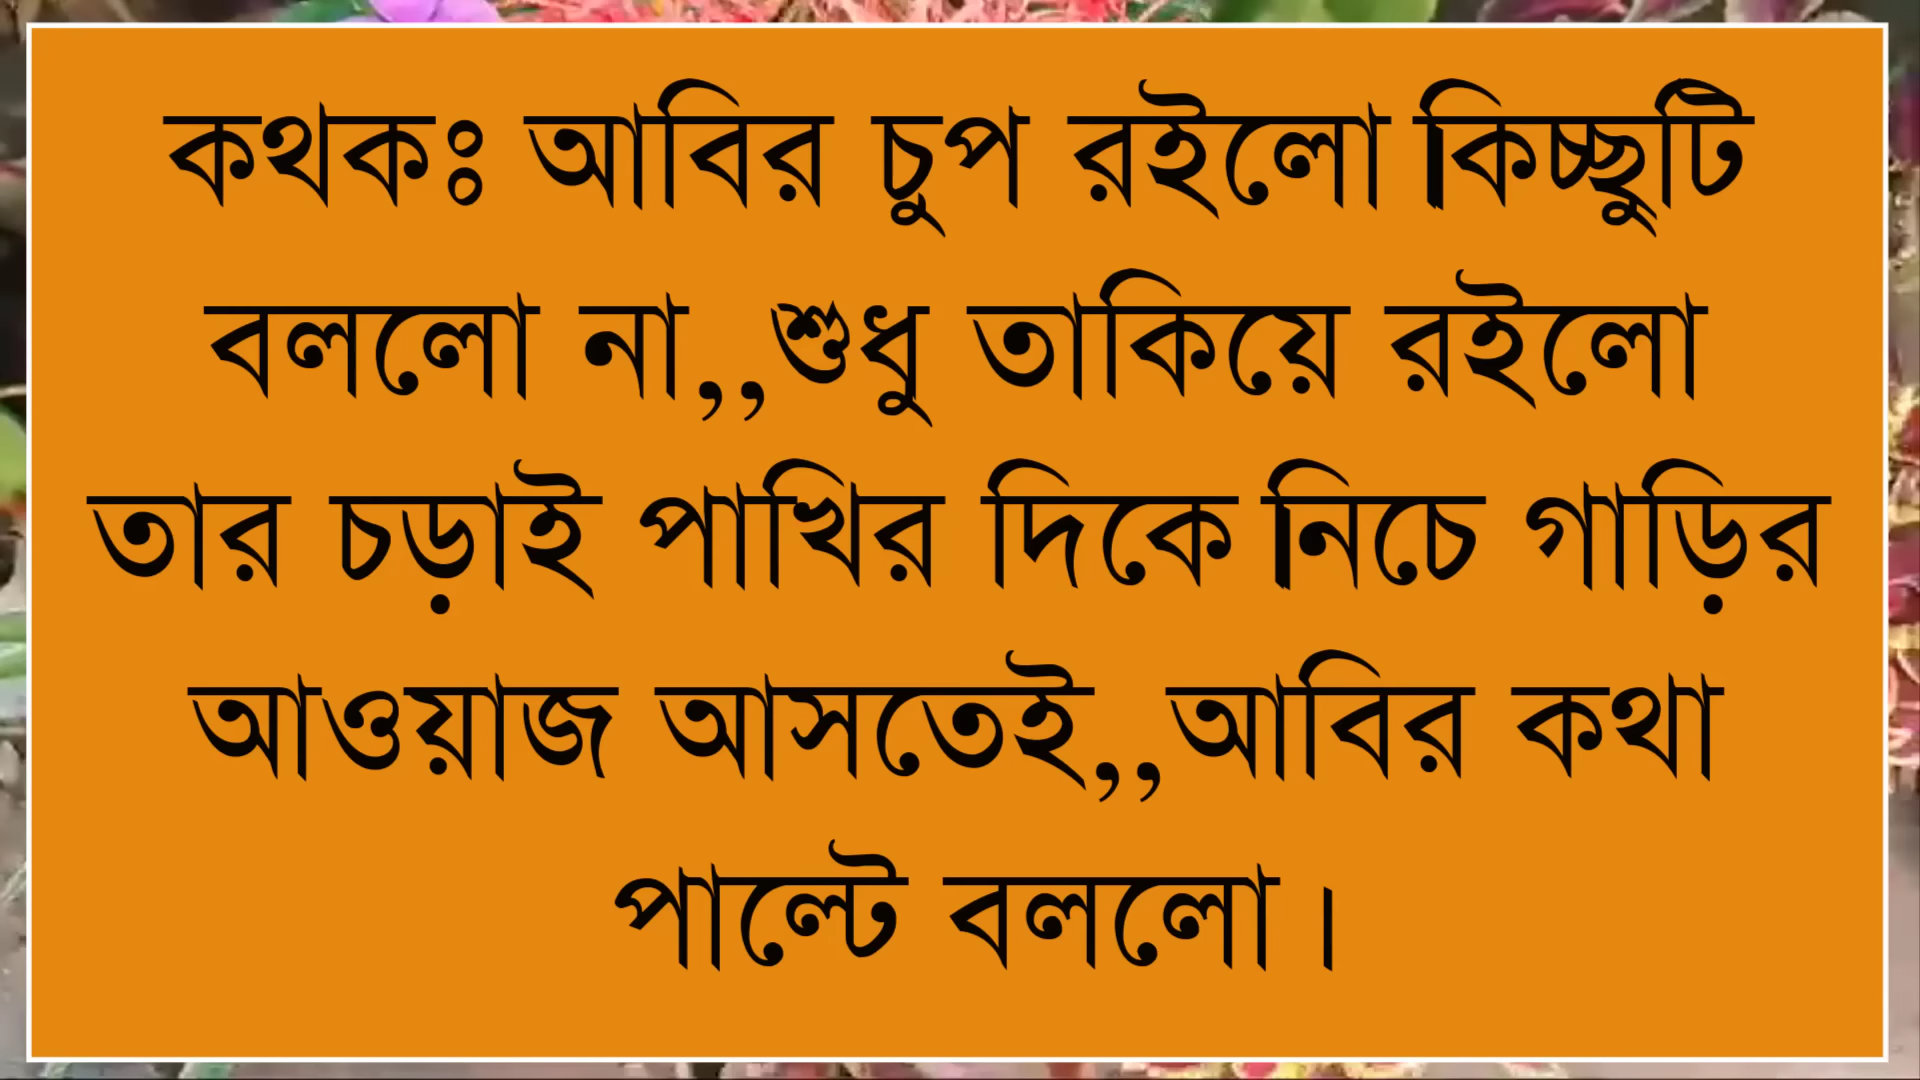 কথকঃ আবির চুপ রইলো কিচ্ছুটি
বললো না,,শুধু তাকিয়ে রইলো
তার চড়াই পাখির দিকে নিচে গাড়ির
আওয়াজ আসতেই,,আবির কথা
পাল্টে বললো।